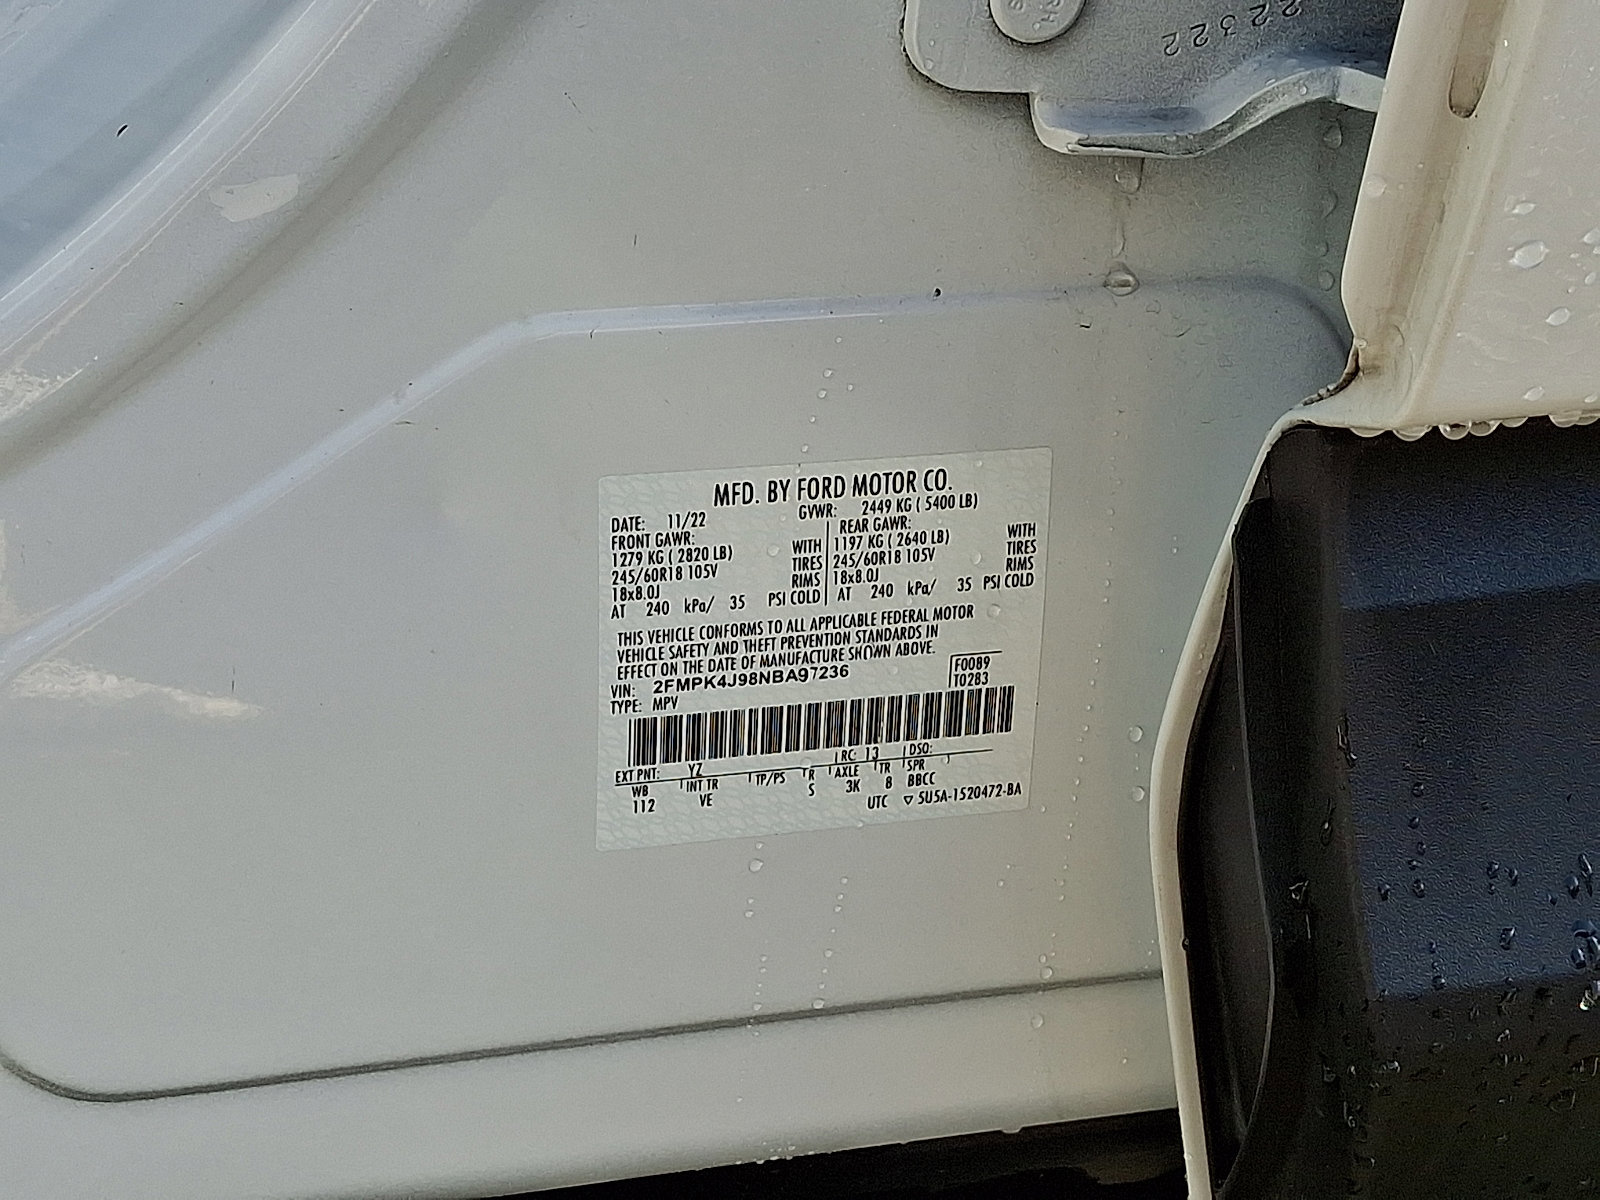 22322
MFD. BY FORD MOTOR CO.
DATE: 11/22 GVWR: 2449 KG ( 5400 LB)
FRONT GAWR: REAR GAWR:
1279 KG ( 2820 LB) WITH 1197 KG ( 2640 LB) WITH
245/60R18 105V TIRES 245/60R18 105V TIRES
18x8.0J RIMS 18x8.0J RIMS
AT 240 kPa/ 35 PSI COLD AT 240 kPa/ 35 PSI COLD
THIS VEHICLE CONFORMS TO ALL APPLICABLE FEDERAL MOTOR
VEHICLE SAFETY AND THEFT PREVENTION STANDARDS IN
EFFECT ON THE DATE OF MANUFACTURE SHOWN ABOVE.
VIN: 2FMPK4J98NBA97236 F0089
TYPE: MPV T0283
EXT PNT: YZ RC: 13 DSO:
WB INT TR TP/PS R AXLE TR SPR
112 VE S 3K 8 BBCC
UTC ▽ 5U5A-1520472-BA